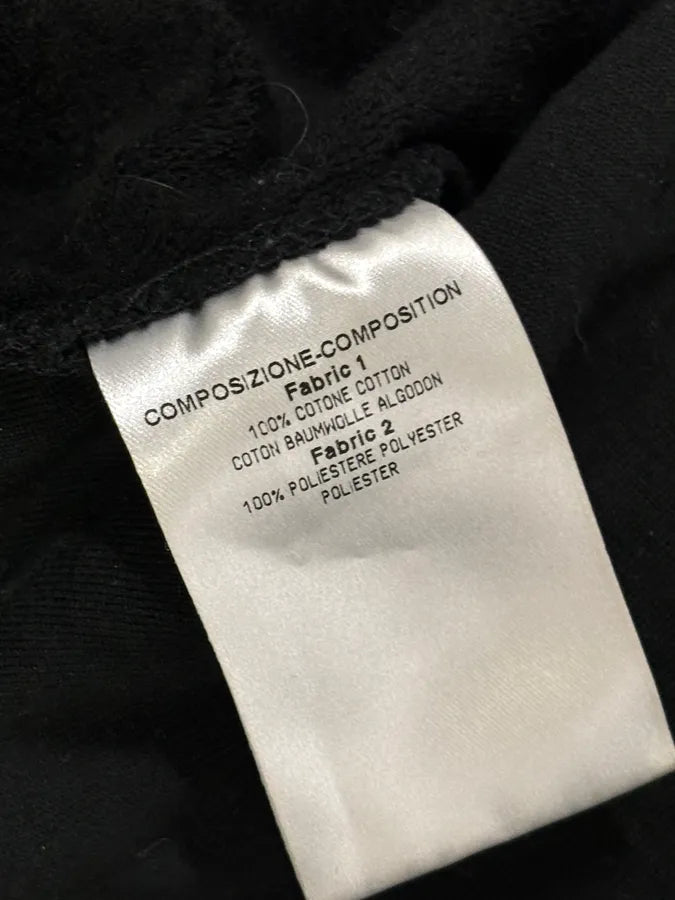 COMPOSIZIONE-COMPOSITION
Fabric 1
100% COTONE COTTON
COTON BAUMWOLLE ALGODON
Fabric 2
100% POLIESTERE POLYESTER
POLIESTER